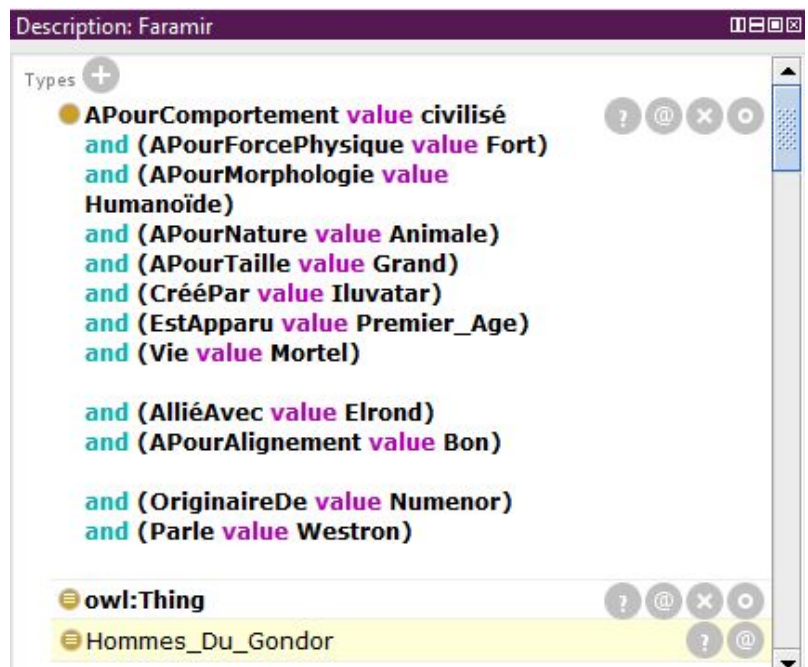 Description: Faramir
Types
APourComportement value civilisé
and (APourForcePhysique value Fort)
and (APourMorphologie value
Humanoïde)
and (APourNature value Animale)
and (APourTaille value Grand)
and (CrééPar value Iluvatar)
and (EstApparu value Premier_Age)
and (Vie value Mortel)
and (AlliéAvec value Elrond)
and (APourAlignement value Bon)
and (OriginaireDe value Numenor)
and (Parle value Westron)
owl:Thing
Hommes_Du_Gondor